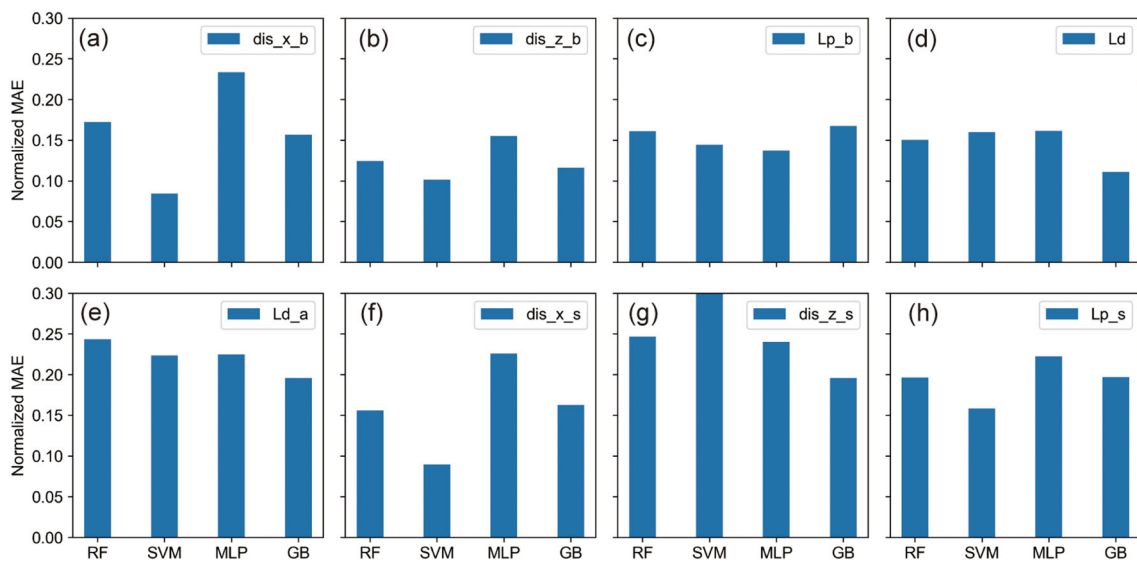 (a) dis_x_b
(b) dis_z_b
(c) Lp_b
(d) Ld
Normalized MAE
0.30
0.25
0.20
0.15
0.10
0.05
0.00
(e) Ld_a
(f) dis_x_s
(g) dis_z_s
(h) Lp_s
Normalized MAE
0.30
0.25
0.20
0.15
0.10
0.05
0.00
RF SVM MLP GB
RF SVM MLP GB
RF SVM MLP GB
RF SVM MLP GB